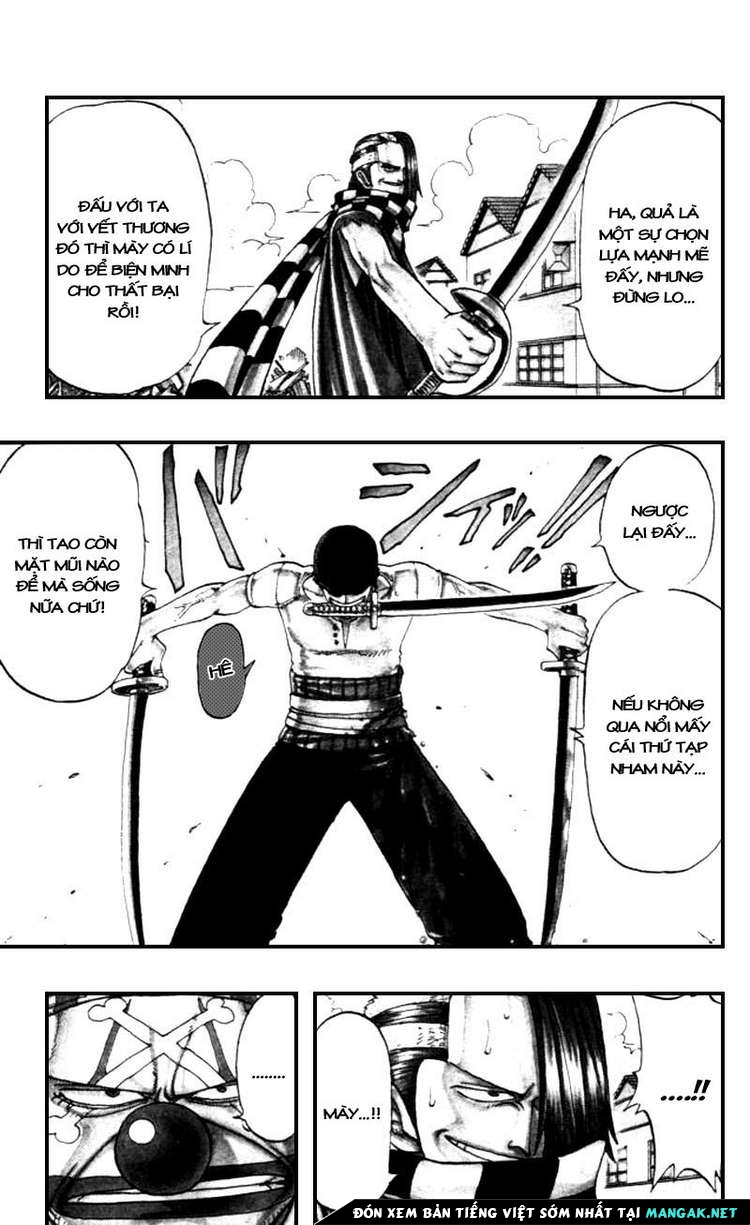 HA, QUẢ LÀ
MỘT SỰ CHỌN
LỰA MẠNH MẼ
ĐẤY, NHƯNG
ĐỪNG LO...
ĐẤU VỚI TA
VỚI VẾT THƯƠNG
ĐÓ THÌ MÀY CÓ LÍ
DO ĐỂ BIỆN MINH
CHO THẤT BẠI
RỒI!
NGƯỢC
LẠI ĐẤY...
NẾU KHÔNG
QUA NỔI MẤY
CÁI THỨ TẠP
NHAM NÀY...
THÌ TAO CÒN
MẶT MŨI NÀO
ĐỂ MÀ SỐNG
NỮA CHỨ!
HÊ
.....!!
MÀY...!!
.........
ĐÓN XEM BẢN TIẾNG VIỆT SỚM NHẤT TẠI MANGAK.NET